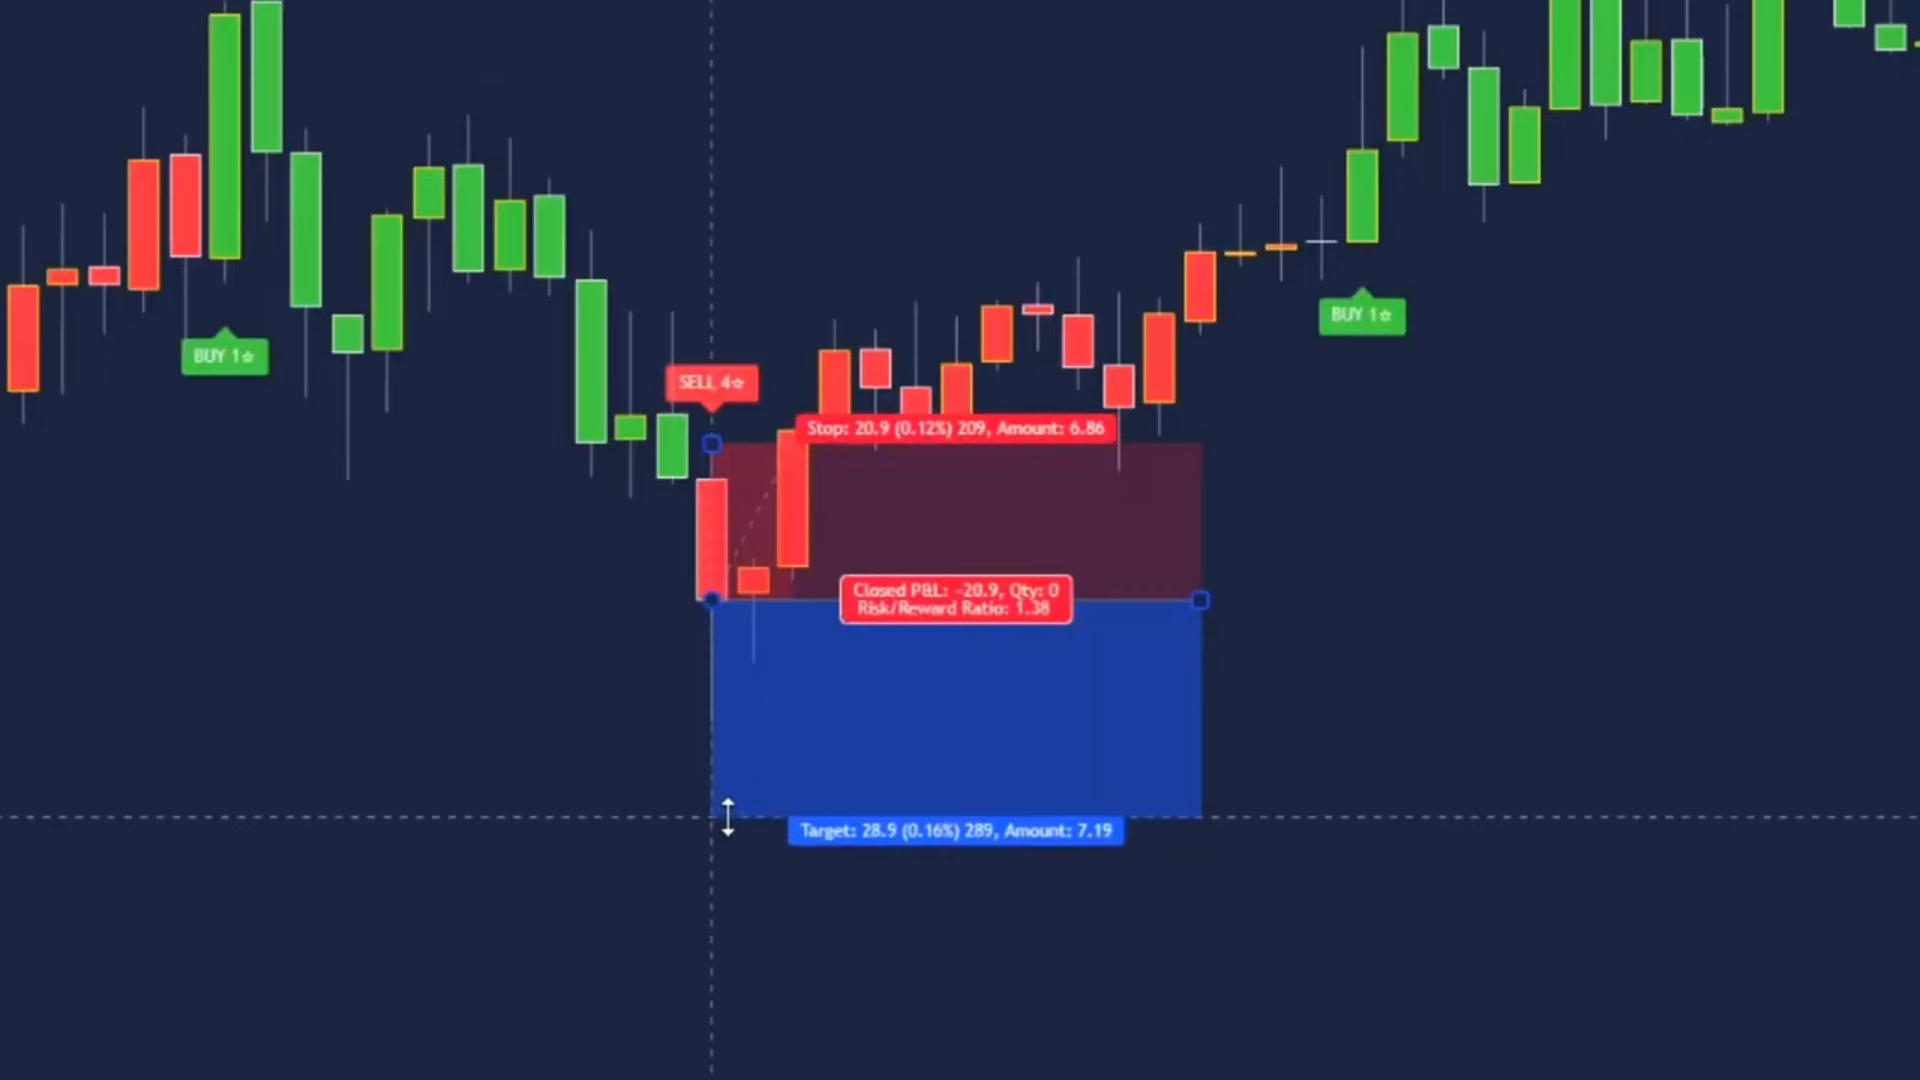 BUY 1☆
SELL 4☆
BUY 1☆
Stop: 20.9 (0.12%) 209, Amount: 6.86
Closed P&L: -20.9, Qty: 0
Risk/Reward Ratio: 1.38
Target: 28.9 (0.16%) 289, Amount: 7.19